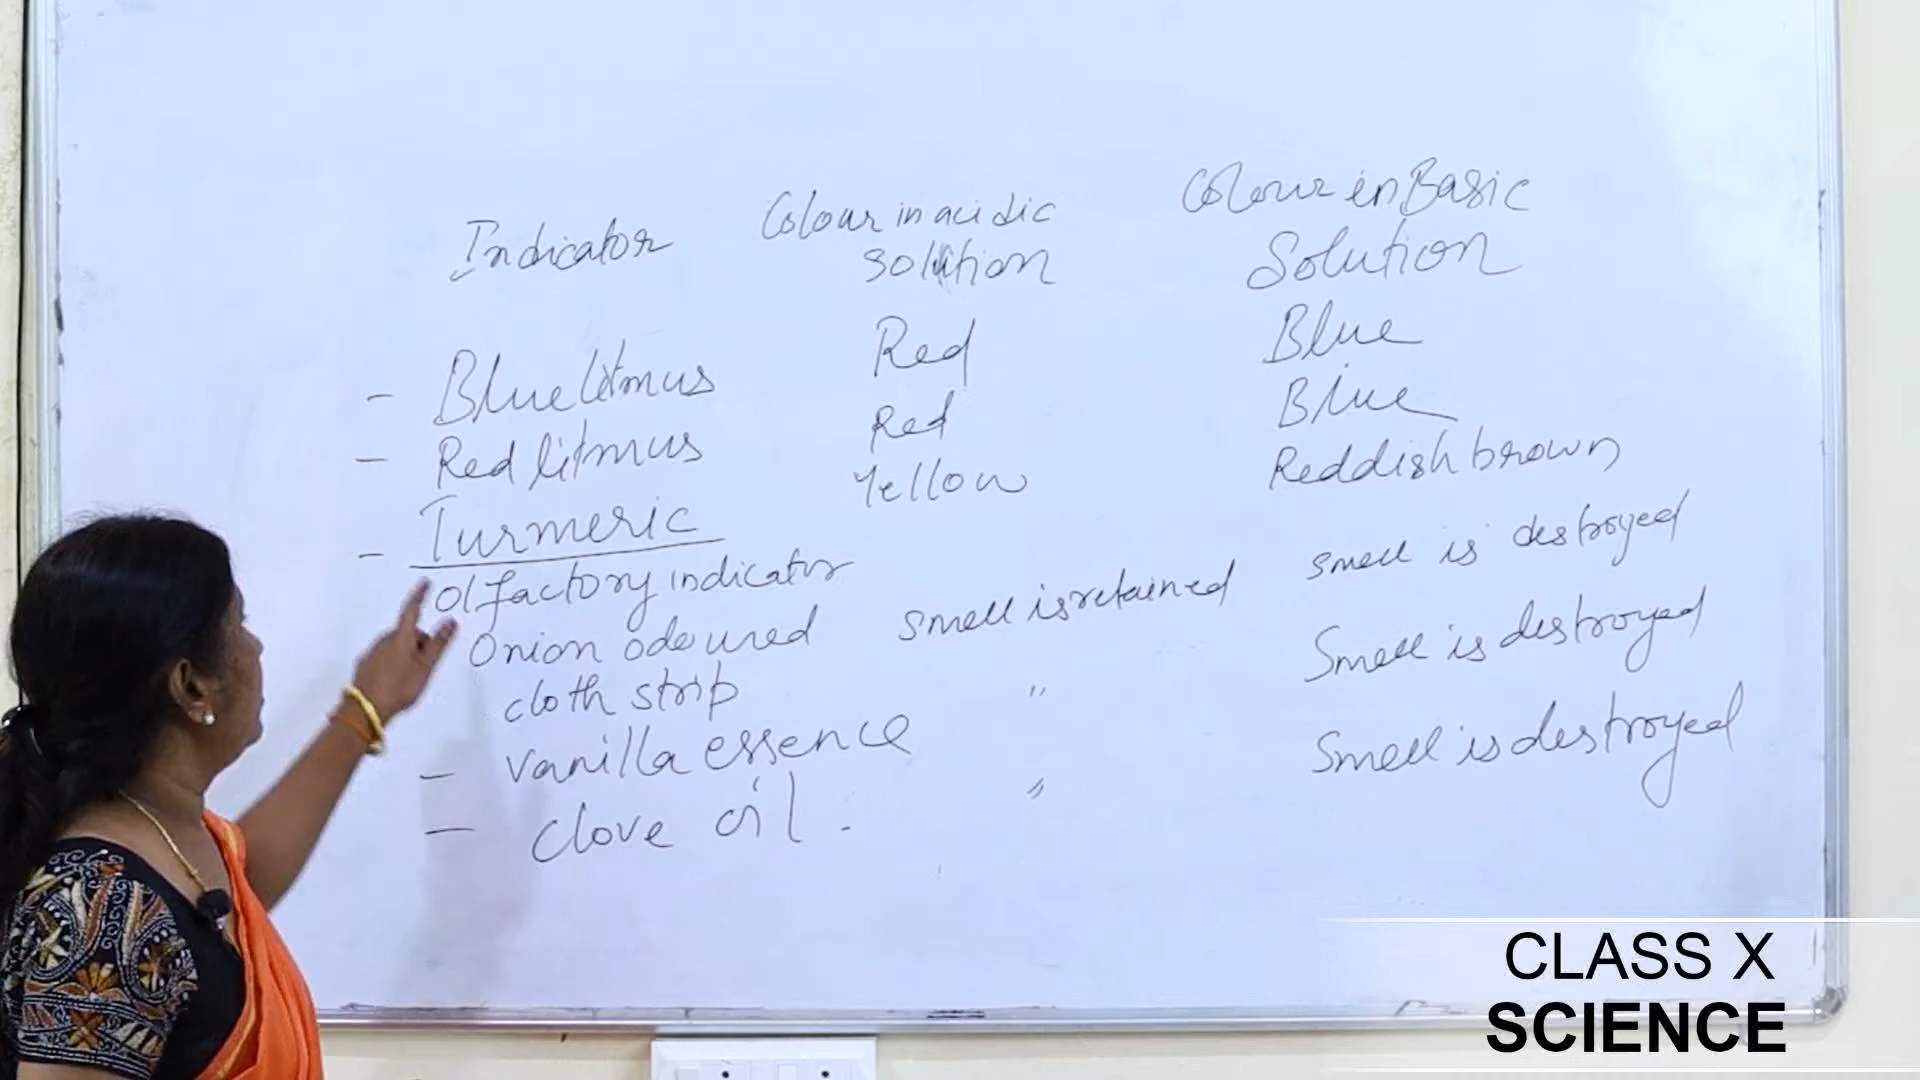 Indicator Colour in acidic solution Colour in Basic Solution
- Blue litmus Red Blue
- Red litmus Red Blue
- Turmeric Yellow Reddish brown
olfactory indicator
Onion odoured cloth strip smell is retained smell is destroyed
- vanilla essence " Smell is destroyed
- clove oil. " Smell is destroyed
CLASS X
SCIENCE